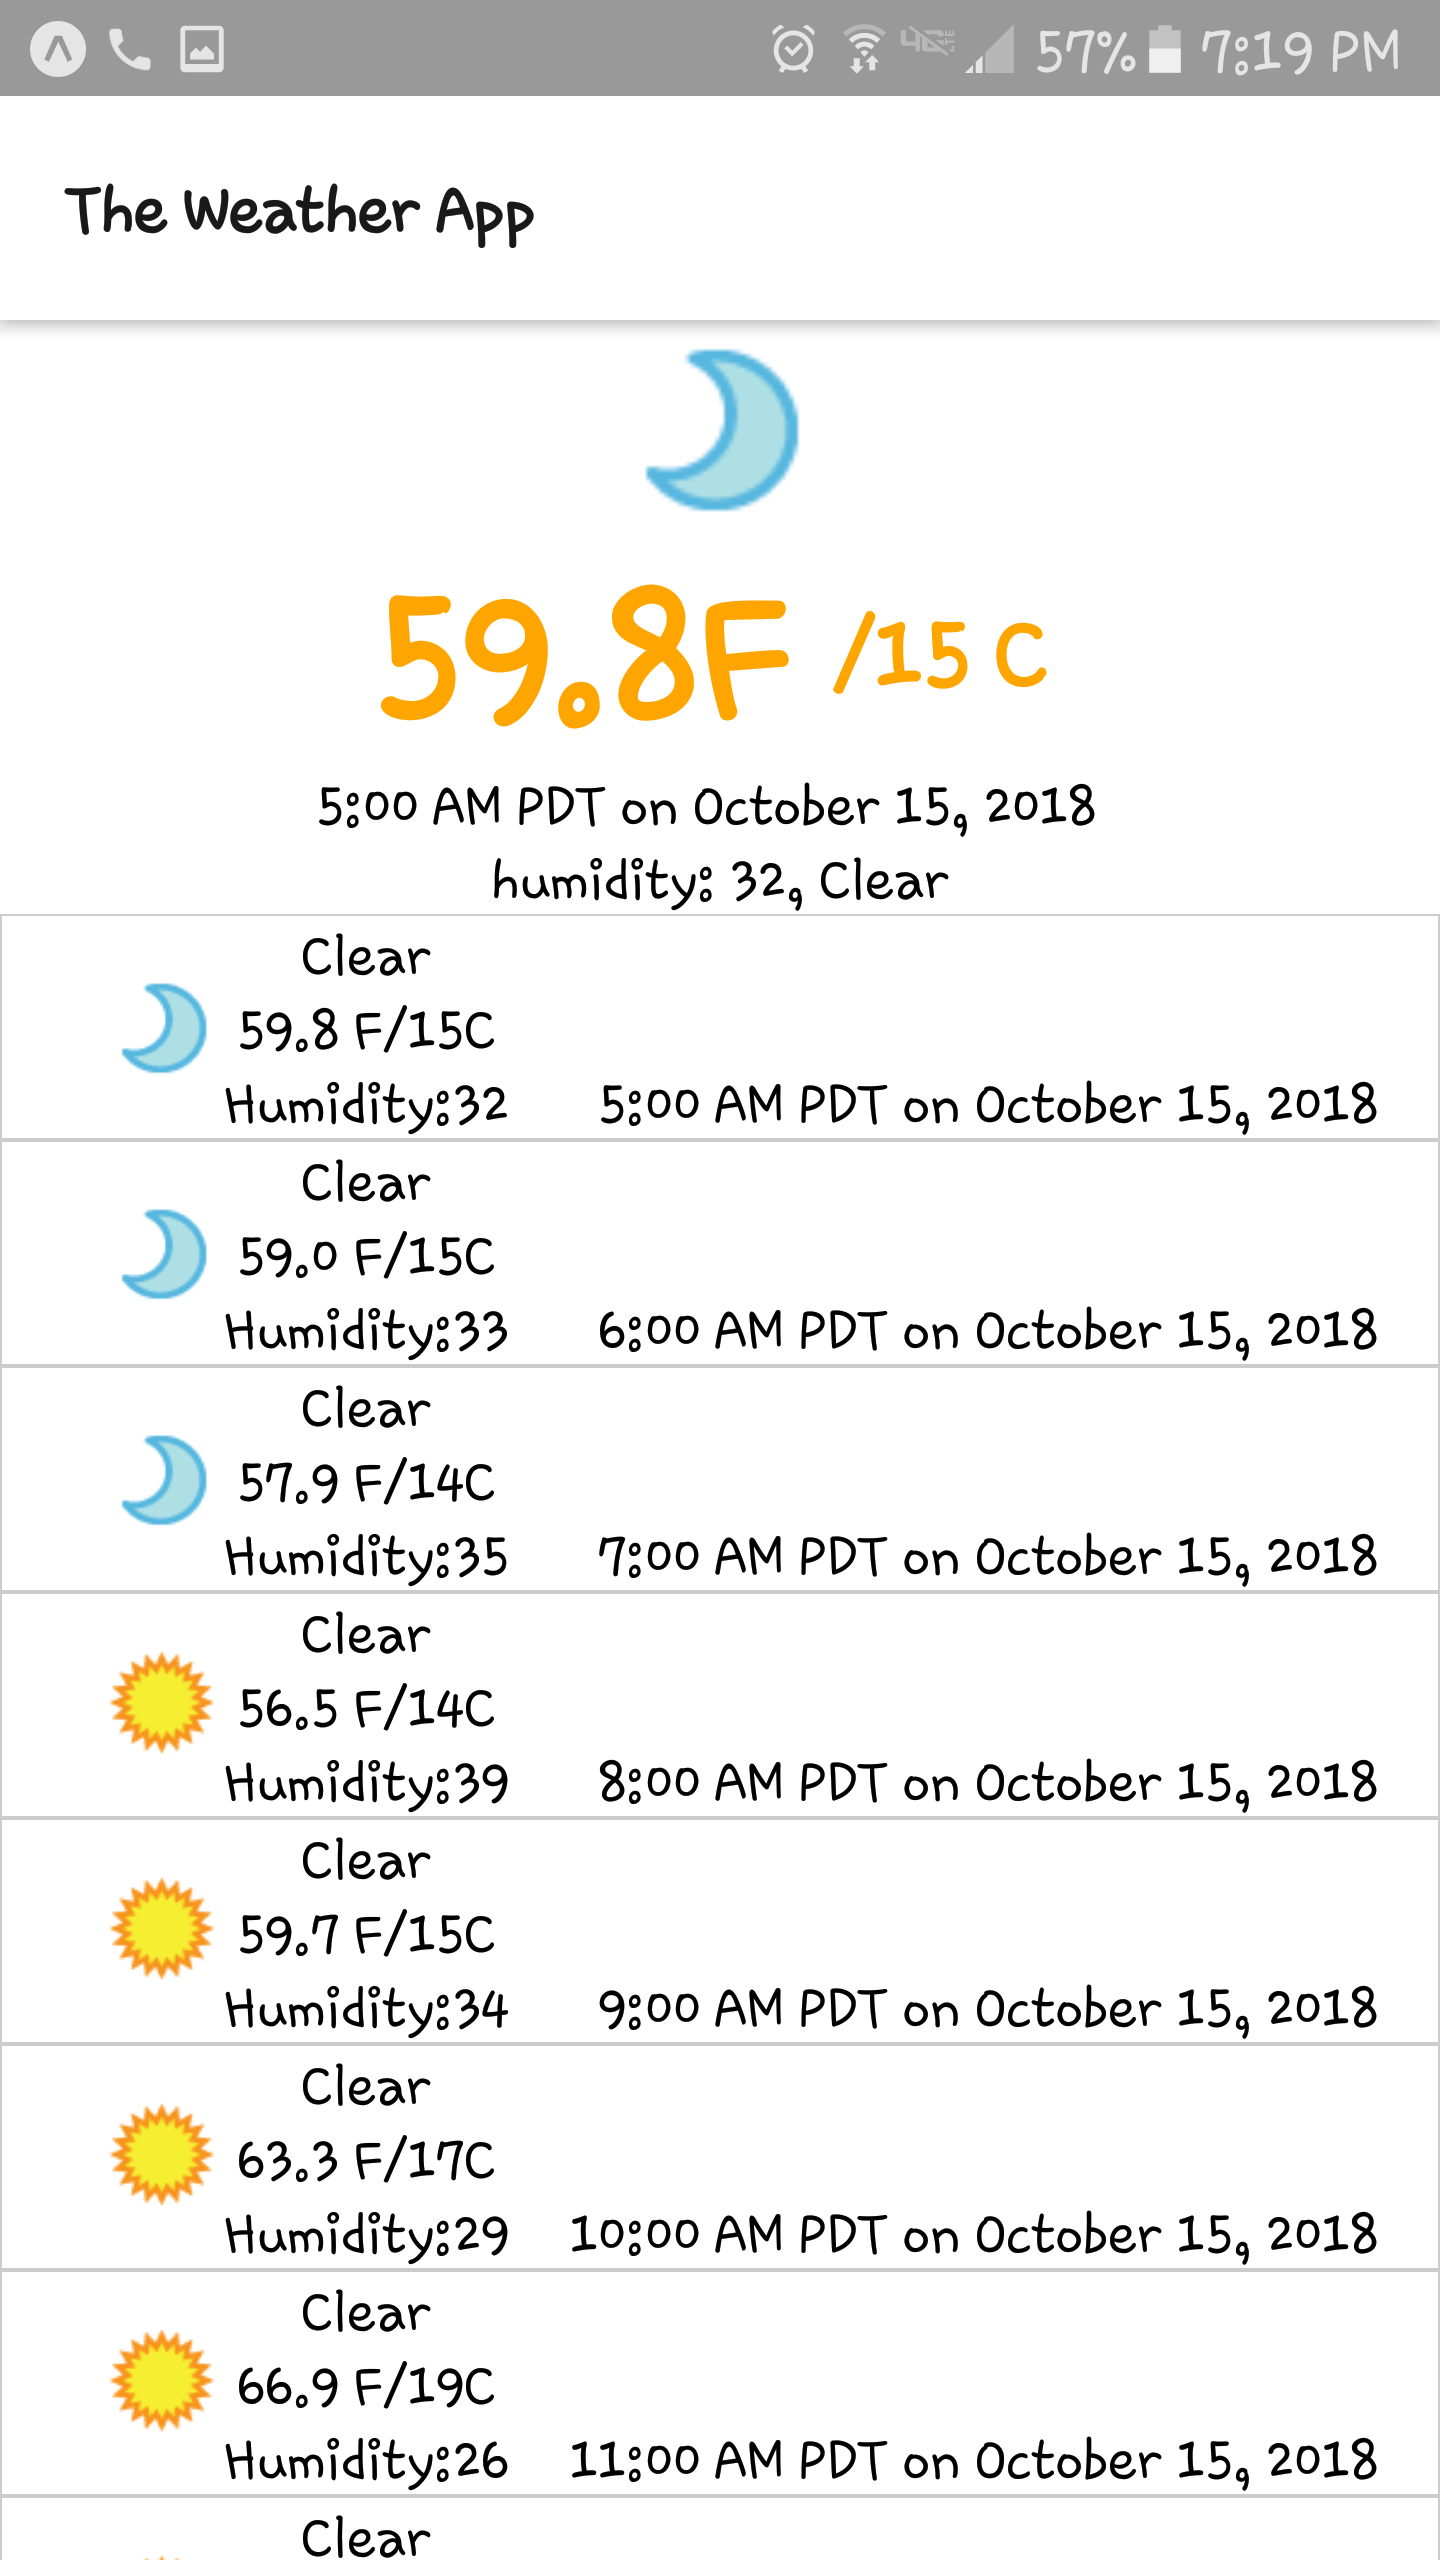 57% 7:19 PM
The Weather App
59.8F /15 C
5:00 AM PDT on October 15, 2018
humidity: 32, Clear
Clear
59.8 F/15C
Humidity:32 5:00 AM PDT on October 15, 2018
Clear
59.0 F/15C
Humidity:33 6:00 AM PDT on October 15, 2018
Clear
57.9 F/14C
Humidity:35 7:00 AM PDT on October 15, 2018
Clear
56.5 F/14C
Humidity:39 8:00 AM PDT on October 15, 2018
Clear
59.7 F/15C
Humidity:34 9:00 AM PDT on October 15, 2018
Clear
63.3 F/17C
Humidity:29 10:00 AM PDT on October 15, 2018
Clear
66.9 F/19C
Humidity:26 11:00 AM PDT on October 15, 2018
Clear